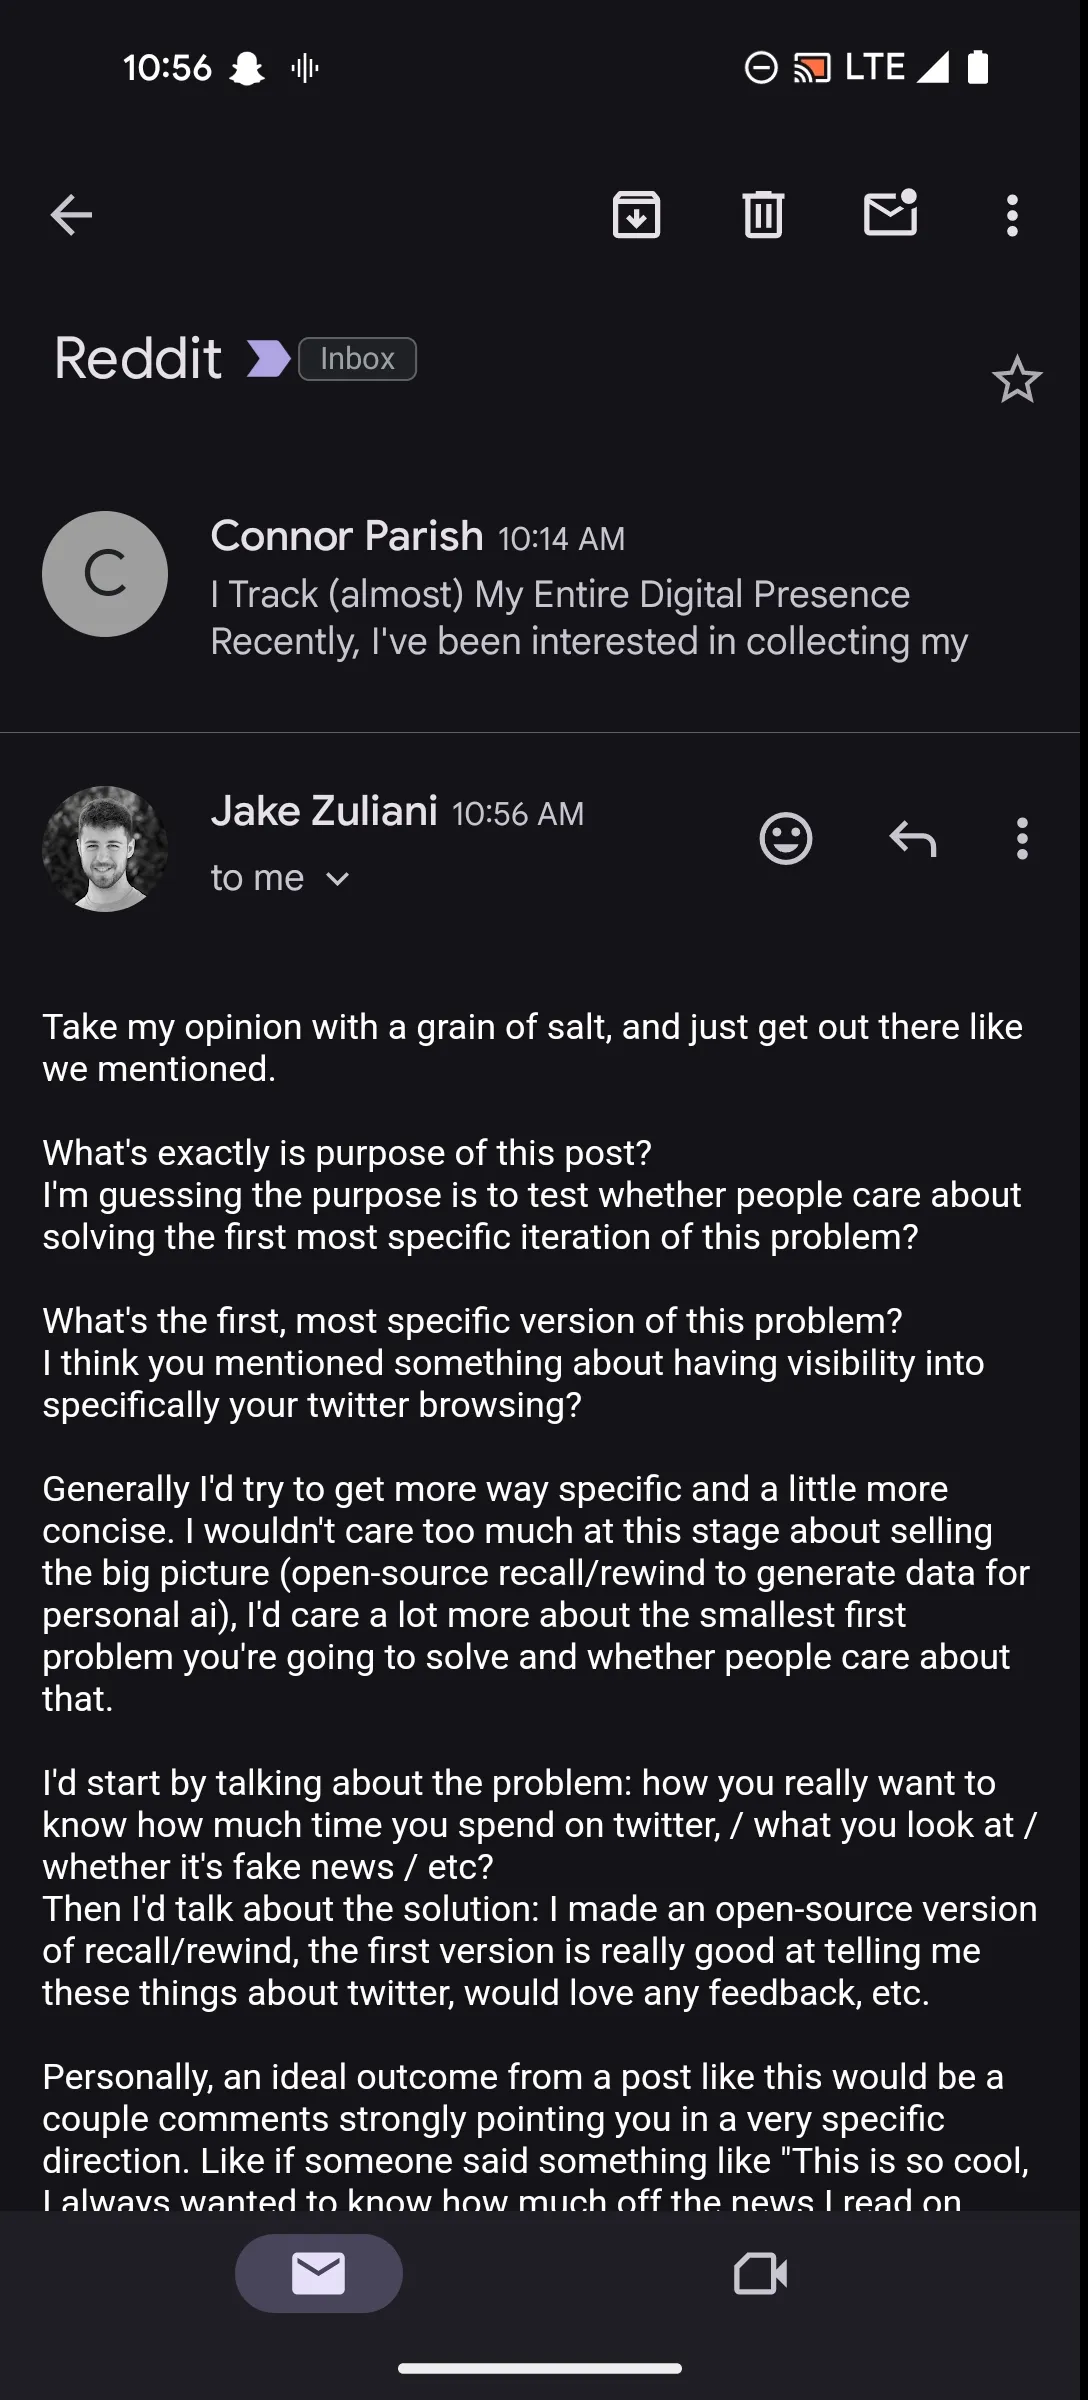 10:56 LTE
Reddit Inbox
C
Connor Parish 10:14 AM
I Track (almost) My Entire Digital Presence
Recently, I've been interested in collecting my
Jake Zuliani 10:56 AM
to me
Take my opinion with a grain of salt, and just get out there like
we mentioned.
What's exactly is purpose of this post?
I'm guessing the purpose is to test whether people care about
solving the first most specific iteration of this problem?
What's the first, most specific version of this problem?
I think you mentioned something about having visibility into
specifically your twitter browsing?
Generally I'd try to get more way specific and a little more
concise. I wouldn't care too much at this stage about selling
the big picture (open-source recall/rewind to generate data for
personal ai), I'd care a lot more about the smallest first
problem you're going to solve and whether people care about
that.
I'd start by talking about the problem: how you really want to
know how much time you spend on twitter, / what you look at /
whether it's fake news / etc?
Then I'd talk about the solution: I made an open-source version
of recall/rewind, the first version is really good at telling me
these things about twitter, would love any feedback, etc.
Personally, an ideal outcome from a post like this would be a
couple comments strongly pointing you in a very specific
direction. Like if someone said something like "This is so cool,
I always wanted to know how much off the news I read on